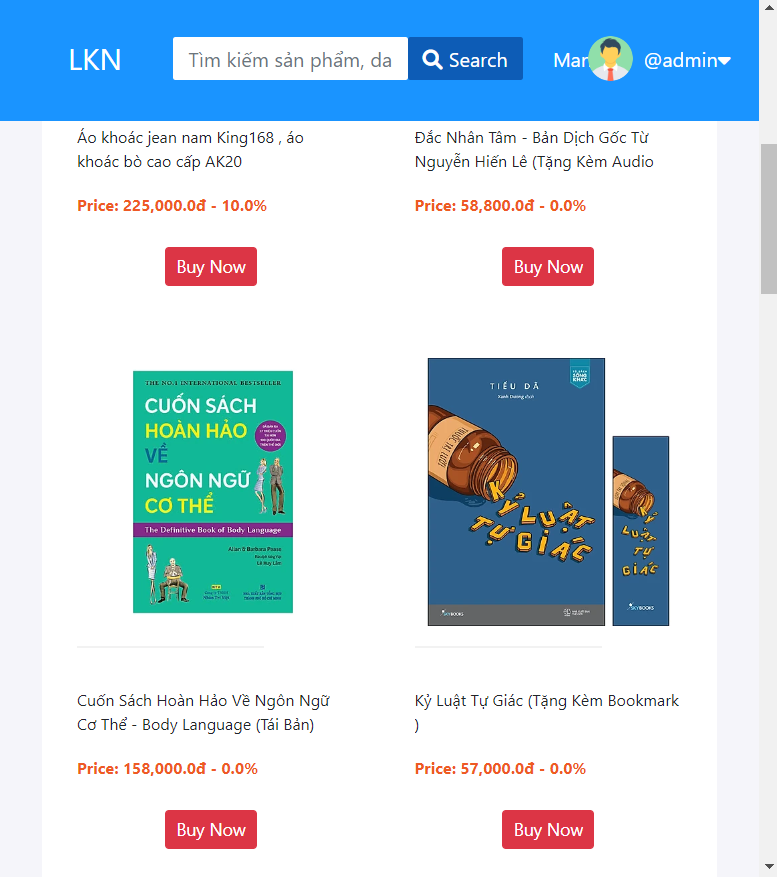 LKN
Tìm kiếm sản phẩm, da
Search
Mar
@admin
Áo khoác jean nam King168 , áo
khoác bò cao cấp AK20
Price: 225,000.0đ - 10.0%
Buy Now
Đắc Nhân Tâm - Bản Dịch Gốc Từ
Nguyễn Hiến Lê (Tặng Kèm Audio
Price: 58,800.0đ - 0.0%
Buy Now
THE NO.1 INTERNATIONAL BESTSELLER
CUỐN SÁCH
HOÀN HẢO
VỀ
NGÔN NGỮ
CƠ THỂ
The Definitive Book of Body Language
Allan & Barbara Pease
Lê Huy Lâm
TIỂU DÃ
KỶ LUẬT
TỰ GIÁC
SKYBOOKS
KỶ
LUẬT
TỰ
GIÁC
SKYBOOKS
Cuốn Sách Hoàn Hảo Về Ngôn Ngữ
Cơ Thể - Body Language (Tái Bản)
Price: 158,000.0đ - 0.0%
Buy Now
Kỷ Luật Tự Giác (Tặng Kèm Bookmark
)
Price: 57,000.0đ - 0.0%
Buy Now